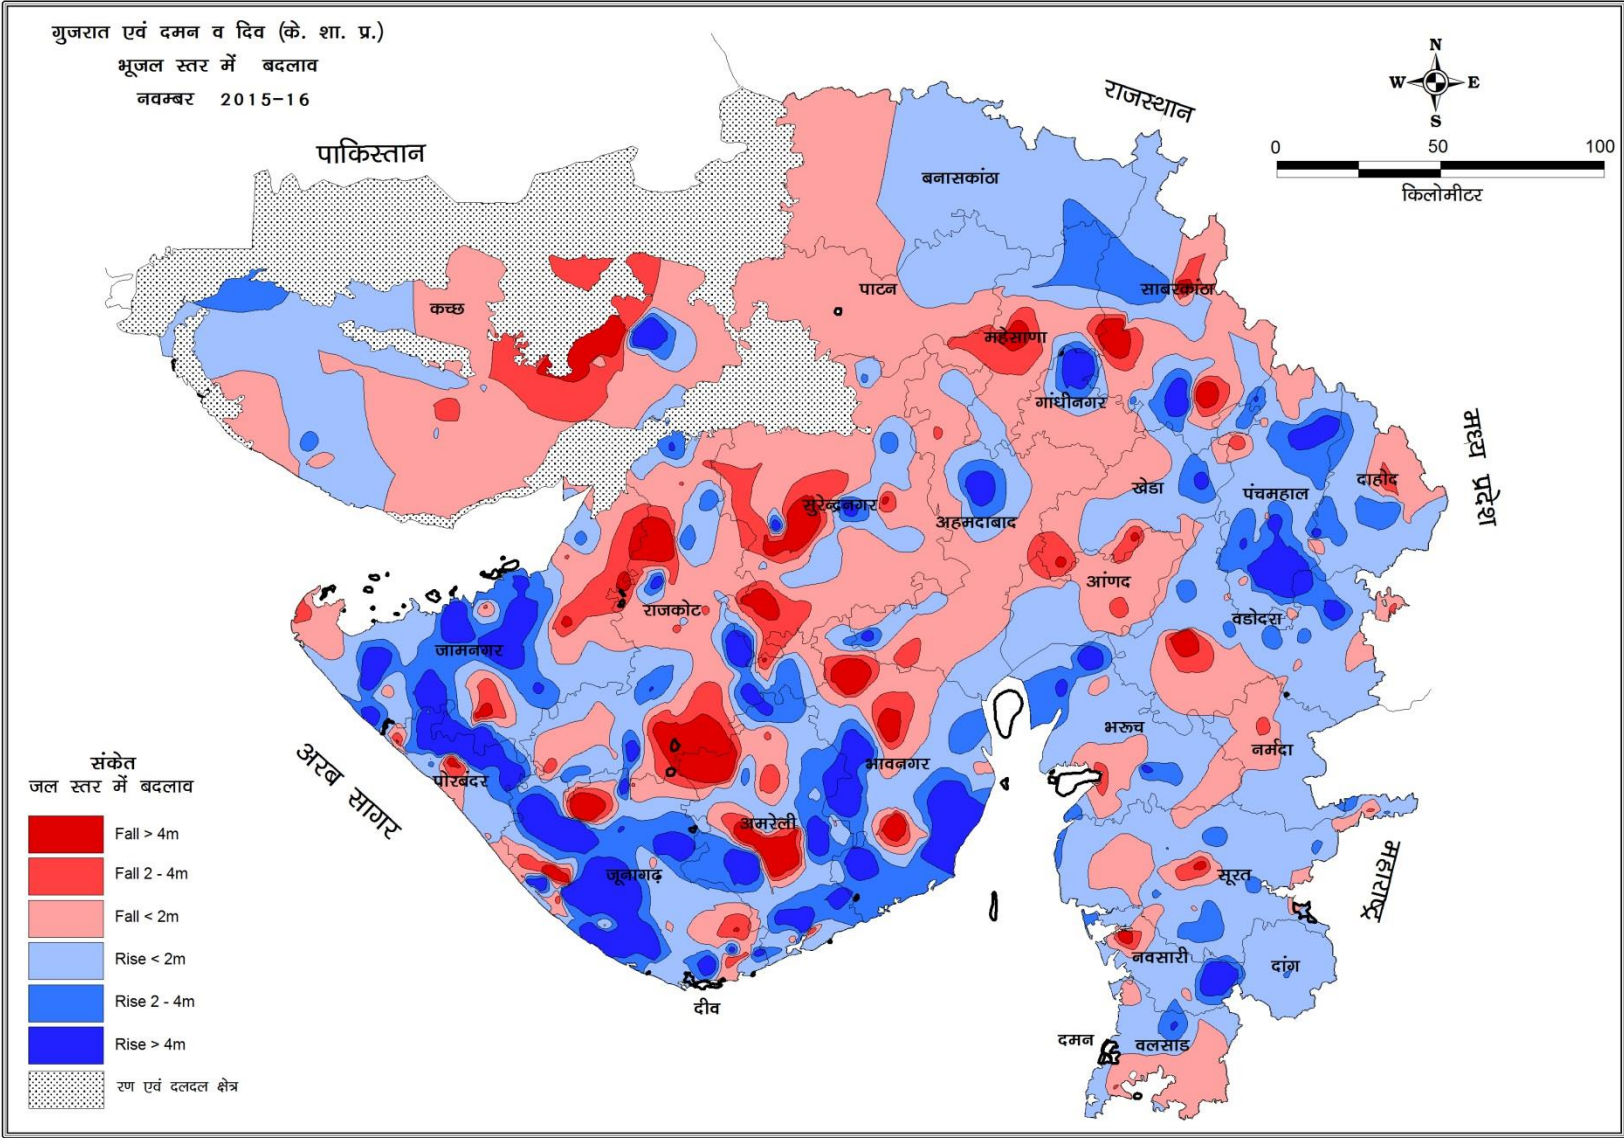 गुजरात एवं दमन व दिव (के. शा. प्र.)
भूजल स्तर में बदलाव
नवम्बर 2015-16
N
W E
S
0 50 100
किलोमीटर
राजस्थान
पाकिस्तान
बनासकांठा
कच्छ
पाटन
साबरकांठा
महेसाणा
गांधीनगर
मध्य प्रदेश
दाहोद
खेडा
पंचमहाल
सुरेन्द्रनगर
अहमदाबाद
आंणद
राजकोट
वडोदरा
जामनगर
भरूच
नर्मदा
भावनगर
पोरबंदर
अरब सागर
अमरेली
जूनागढ़
सूरत
महाराष्ट्र
नवसारी
दांग
दीव
दमन
वलसाड
संकेत
जल स्तर में बदलाव
Fall > 4m
Fall 2 - 4m
Fall < 2m
Rise < 2m
Rise 2 - 4m
Rise > 4m
रण एवं दलदल क्षेत्र